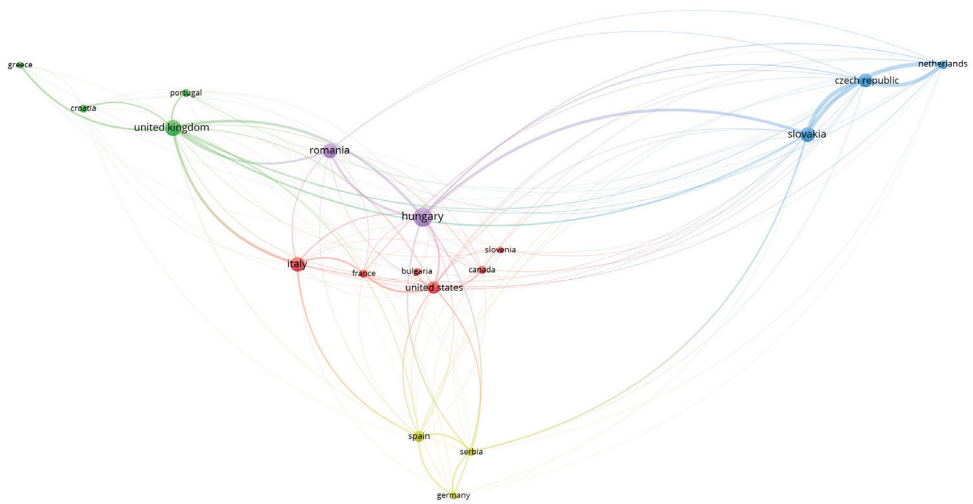 greece
netherlands
czech republic
portugal
croatia
united kingdom
slovakia
romania
hungary
slovenia
italy
france
bulgaria
canada
united states
spain
serbia
germany